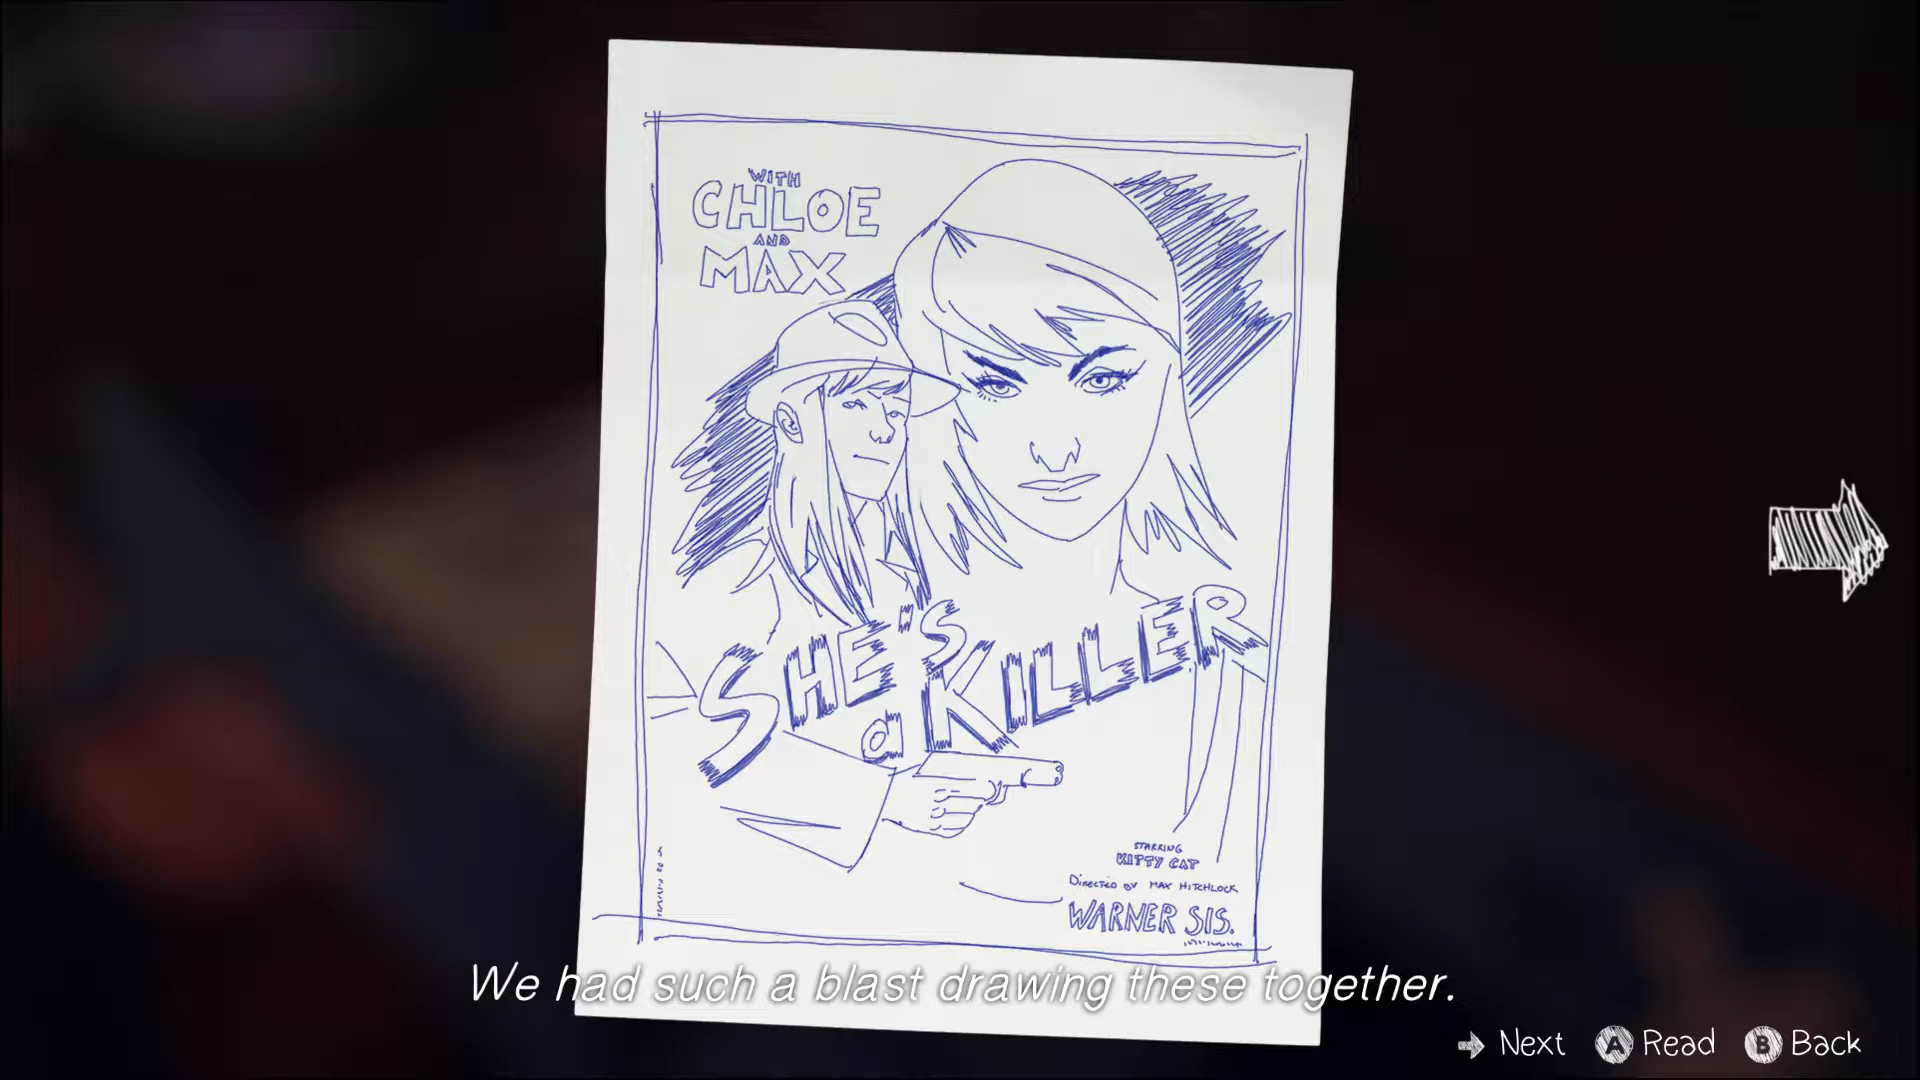 WITH
CHLOE
AND
MAX
SHE'S
a KILLER
STARRING
KITTY CAT
DIRECTED BY MAX HITCHLOCK
WARNER SIS.
We had such a blast drawing these together.
Next A Read B Back